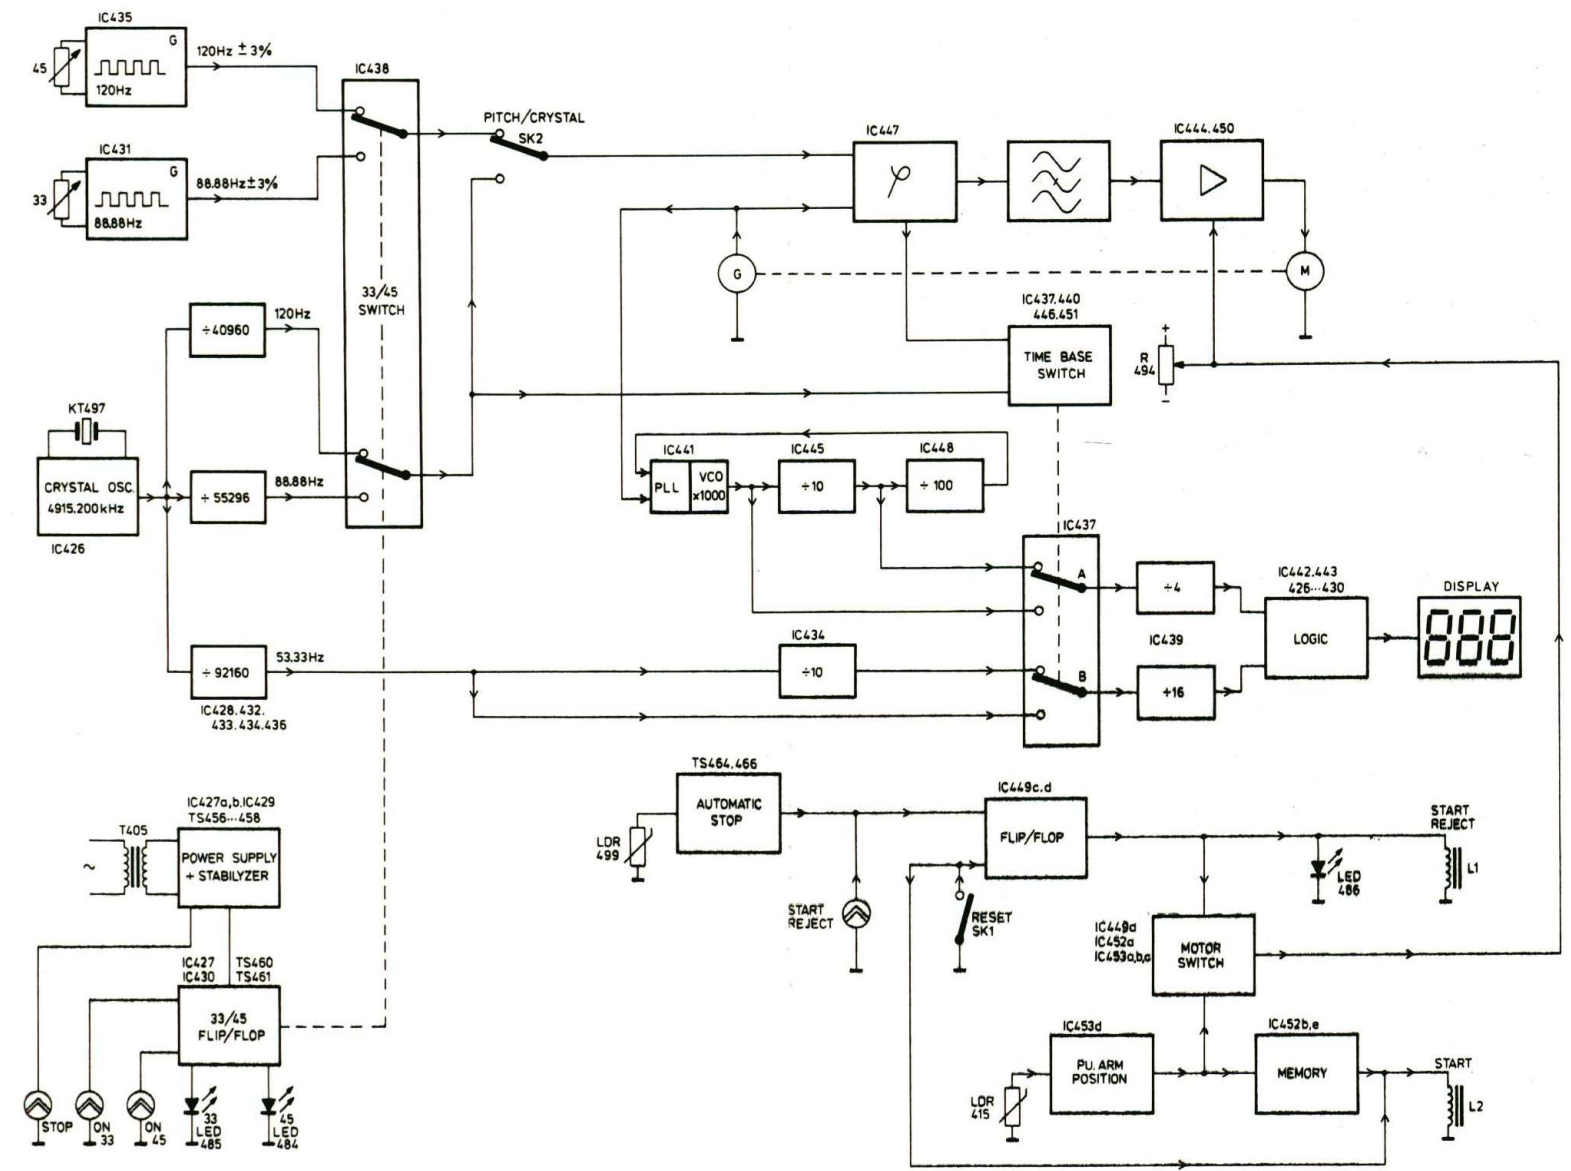 IC435
G
45
120Hz
120Hz ± 3%
IC431
G
33
88.88Hz
88.88Hz±3%
IC438
33/45
SWITCH
PITCH/CRYSTAL
SK2
IC447
φ
IC444.450
G
M
÷40960
120Hz
IC437.440
446.451
TIME BASE
SWITCH
+
R
494
−
KT497
CRYSTAL OSC.
4915.200kHz
IC426
÷ 55296
88.88Hz
IC441
PLL
VCO
x1000
IC445
÷10
IC448
÷ 100
IC437
A
B
÷4
IC439
÷16
IC442.443
426...430
LOGIC
DISPLAY
888
÷92160
53.33Hz
IC428.432.
433.434.436
IC434
÷10
IC427a,b.IC429
TS456...458
T405
~
POWER SUPPLY
+ STABILYZER
IC427
IC430
TS460
TS461
33/45
FLIP/FLOP
STOP
ON
33
ON
45
33
LED
485
45
LED
484
TS464.466
AUTOMATIC
STOP
LDR
499
START
REJECT
IC449c.d
FLIP/FLOP
RESET
SK1
LED
486
START
REJECT
L1
IC449d
IC452a
IC453a,b,c
MOTOR
SWITCH
IC453d
PU. ARM
POSITION
LDR
415
IC452b,e
MEMORY
START
L2